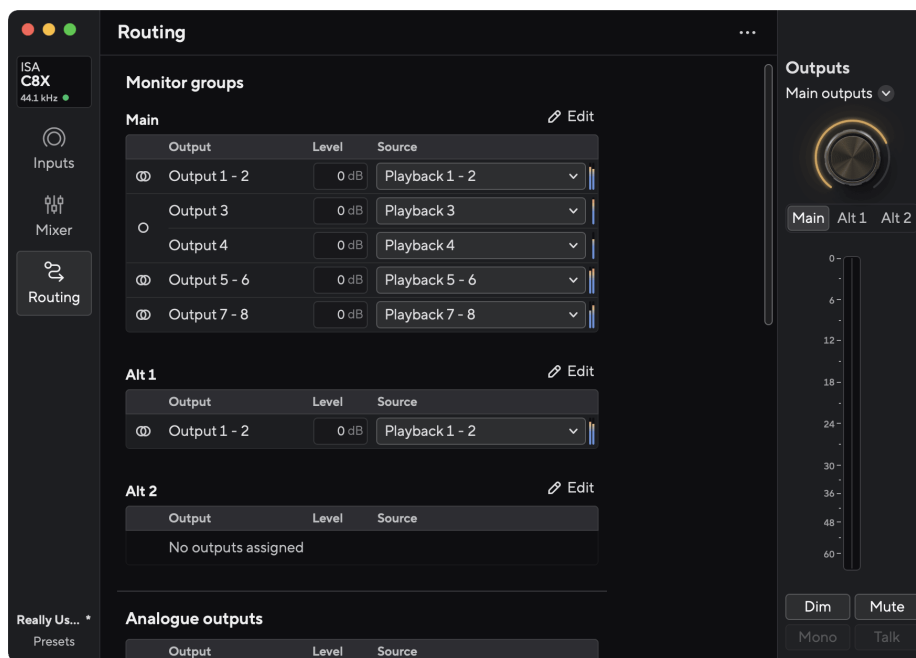 Routing
...
ISA
C8X
44.1 kHz
Inputs
Mixer
Routing
Really Us... *
Presets
Monitor groups
Main
Edit
Output Level Source
Output 1 - 2 0 dB Playback 1 - 2
Output 3 0 dB Playback 3
Output 4 0 dB Playback 4
Output 5 - 6 0 dB Playback 5 - 6
Output 7 - 8 0 dB Playback 7 - 8
Alt 1
Edit
Output Level Source
Output 1 - 2 0 dB Playback 1 - 2
Alt 2
Edit
Output Level Source
No outputs assigned
Analogue outputs
Output Level Source
Outputs
Main outputs
Main Alt 1 Alt 2
0
6
12
18
24
30
36
48
60
Dim Mute
Mono Talk